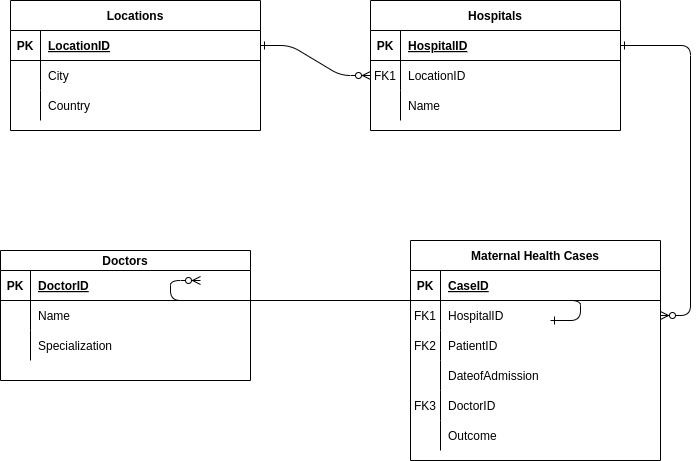 Locations
PK LocationID
City
Country
Hospitals
PK HospitalID
FK1 LocationID
Name
Doctors
PK DoctorID
Name
Specialization
Maternal Health Cases
PK CaseID
FK1 HospitalID
FK2 PatientID
DateofAdmission
FK3 DoctorID
Outcome